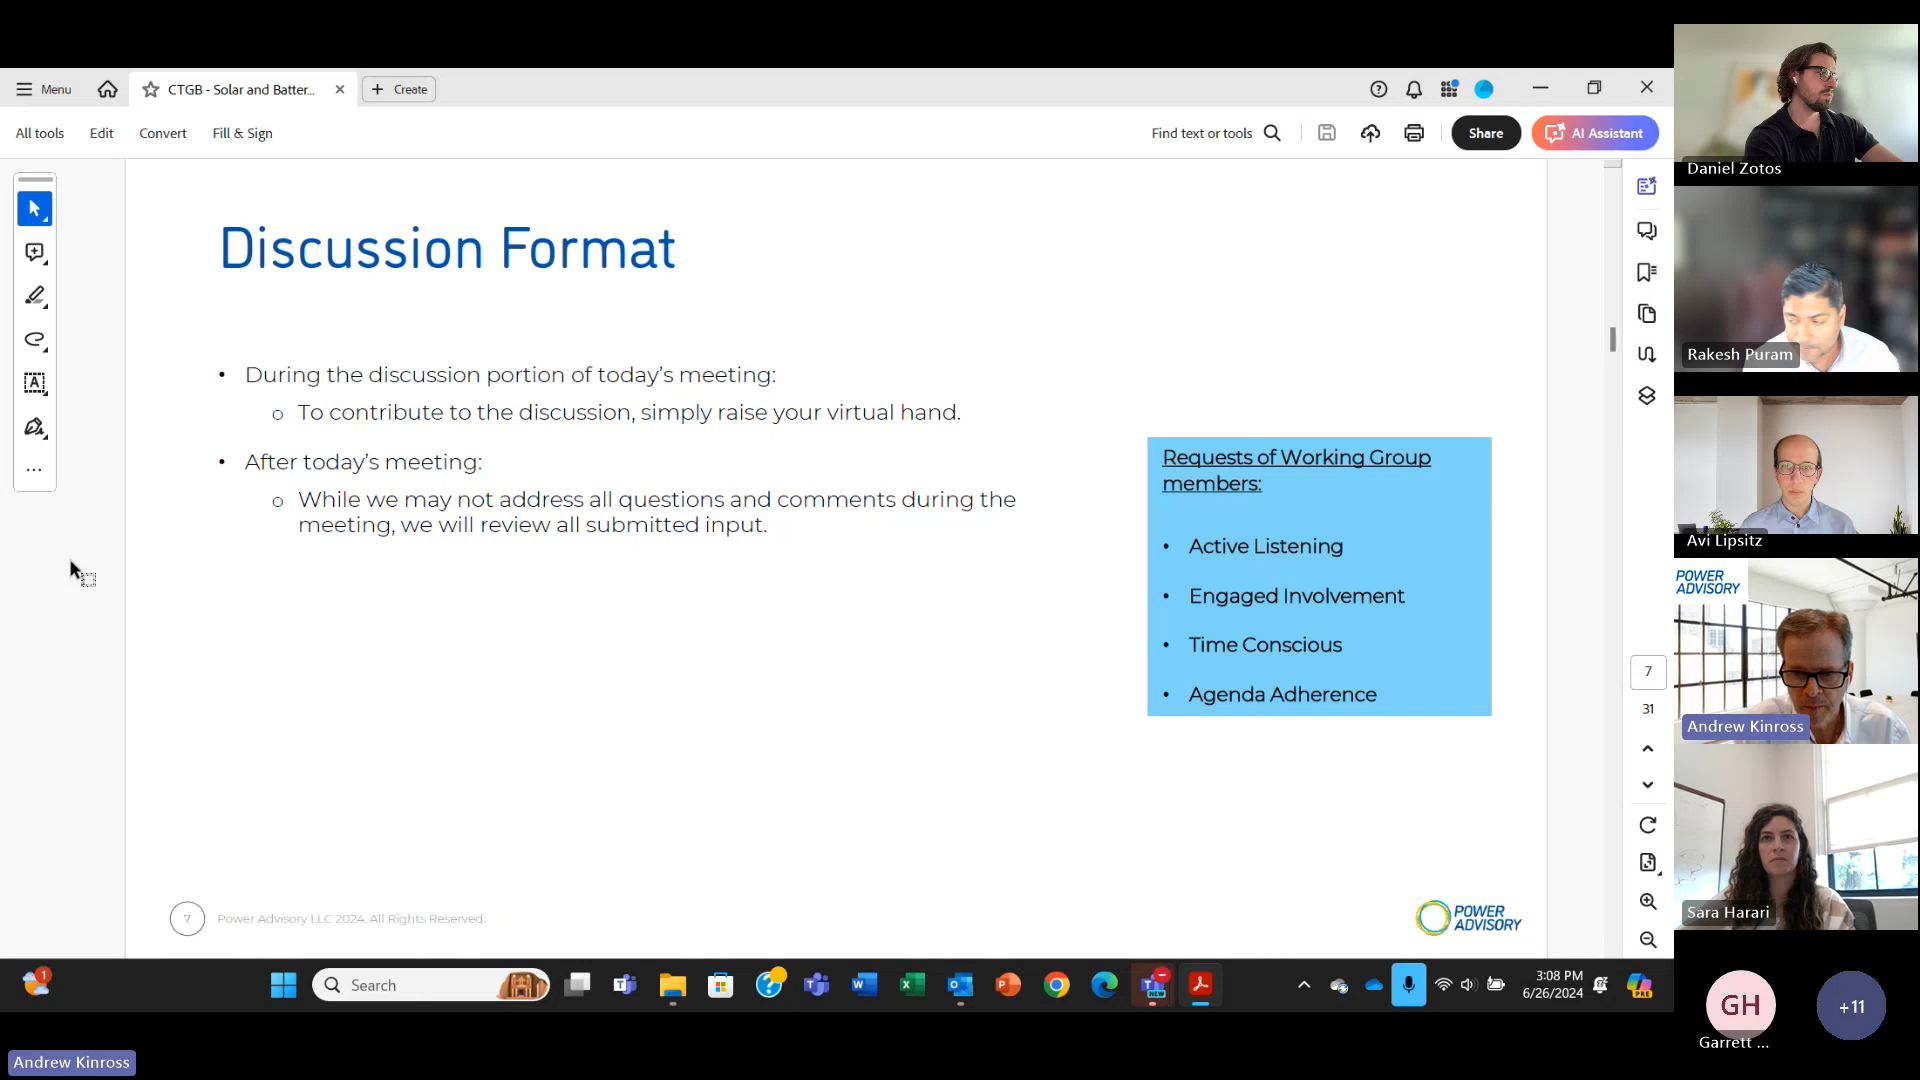 Menu
CTGB - Solar and Batter...
Create
All tools
Edit
Convert
Fill & Sign
Find text or tools
Share
AI Assistant
Discussion Format
• During the discussion portion of today's meeting:
o To contribute to the discussion, simply raise your virtual hand.
• After today's meeting:
o While we may not address all questions and comments during the
meeting, we will review all submitted input.
Requests of Working Group
members:
• Active Listening
• Engaged Involvement
• Time Conscious
• Agenda Adherence
7
31
7
Power Advisory LLC 2024. All Rights Reserved.
POWER
ADVISORY
1
Search
NEW
3:08 PM
6/26/2024
PRE
Daniel Zotos
Rakesh Puram
Avi Lipsitz
POWER
ADVISORY
Andrew Kinross
Sara Harari
GH
Garrett ...
+11
Andrew Kinross